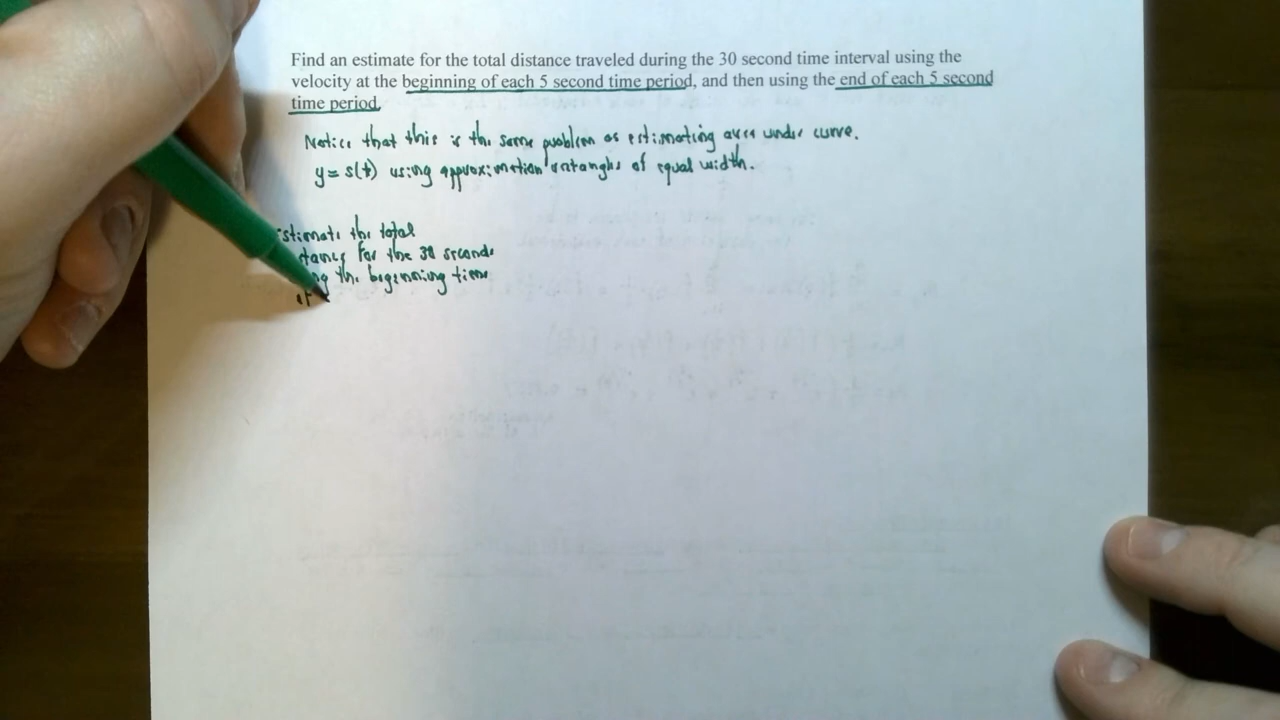 Find an estimate for the total distance traveled during the 30 second time interval using the
velocity at the beginning of each 5 second time period, and then using the end of each 5 second
time period.
Notice that this is the same problem as estimating area under curve.
y = s(t) using approximation rectangles of equal width.
stimate the total
tance for the 30 seconds
ng the beginning time
of